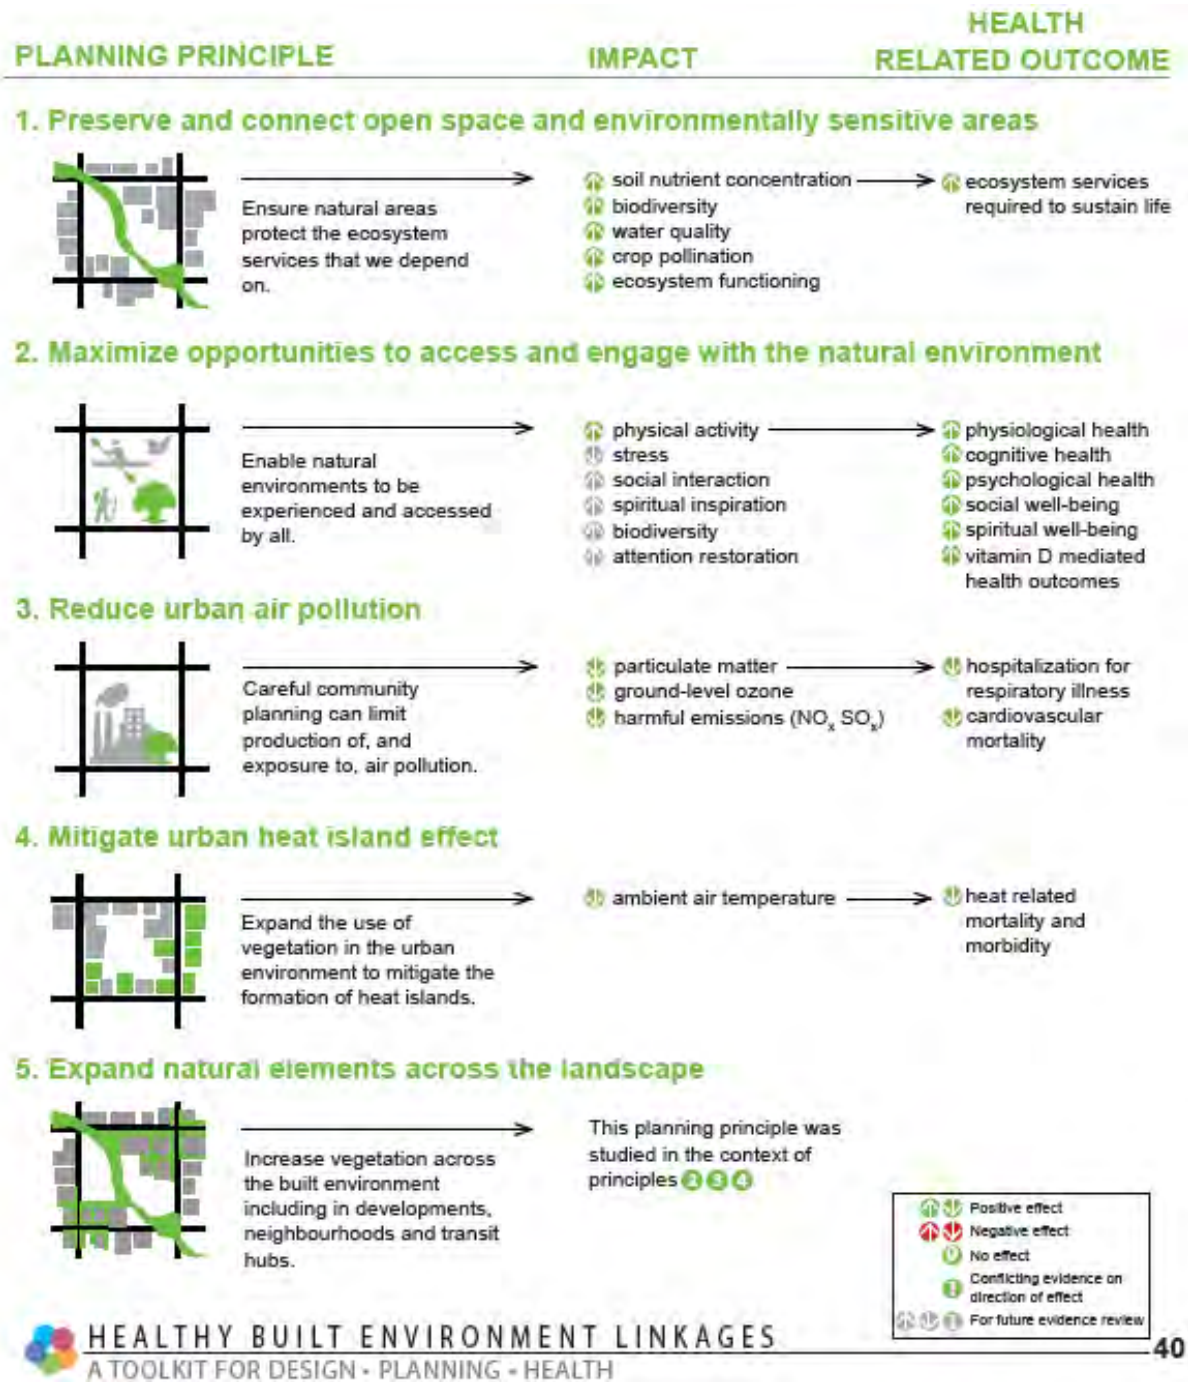 PLANNING PRINCIPLE
IMPACT
HEALTH
RELATED OUTCOME
1. Preserve and connect open space and environmentally sensitive areas
Ensure natural areas
protect the ecosystem
services that we depend
on.
soil nutrient concentration
biodiversity
water quality
crop pollination
ecosystem functioning
ecosystem services
required to sustain life
2. Maximize opportunities to access and engage with the natural environment
Enable natural
environments to be
experienced and accessed
by all.
physical activity
stress
social interaction
spiritual inspiration
biodiversity
attention restoration
physiological health
cognitive health
psychological health
social well-being
spiritual well-being
vitamin D mediated
health outcomes
3. Reduce urban air pollution
Careful community
planning can limit
production of, and
exposure to, air pollution.
particulate matter
ground-level ozone
harmful emissions (NOx SOx)
hospitalization for
respiratory illness
cardiovascular
mortality
4. Mitigate urban heat island effect
Expand the use of
vegetation in the urban
environment to mitigate the
formation of heat islands.
ambient air temperature
heat related
mortality and
morbidity
5. Expand natural elements across the landscape
Increase vegetation across
the built environment
including in developments,
neighbourhoods and transit
hubs.
This planning principle was
studied in the context of
principles 2 3 4
Positive effect
Negative effect
No effect
Conflicting evidence on
direction of effect
For future evidence review
HEALTHY BUILT ENVIRONMENT LINKAGES
A TOOLKIT FOR DESIGN - PLANNING - HEALTH
40